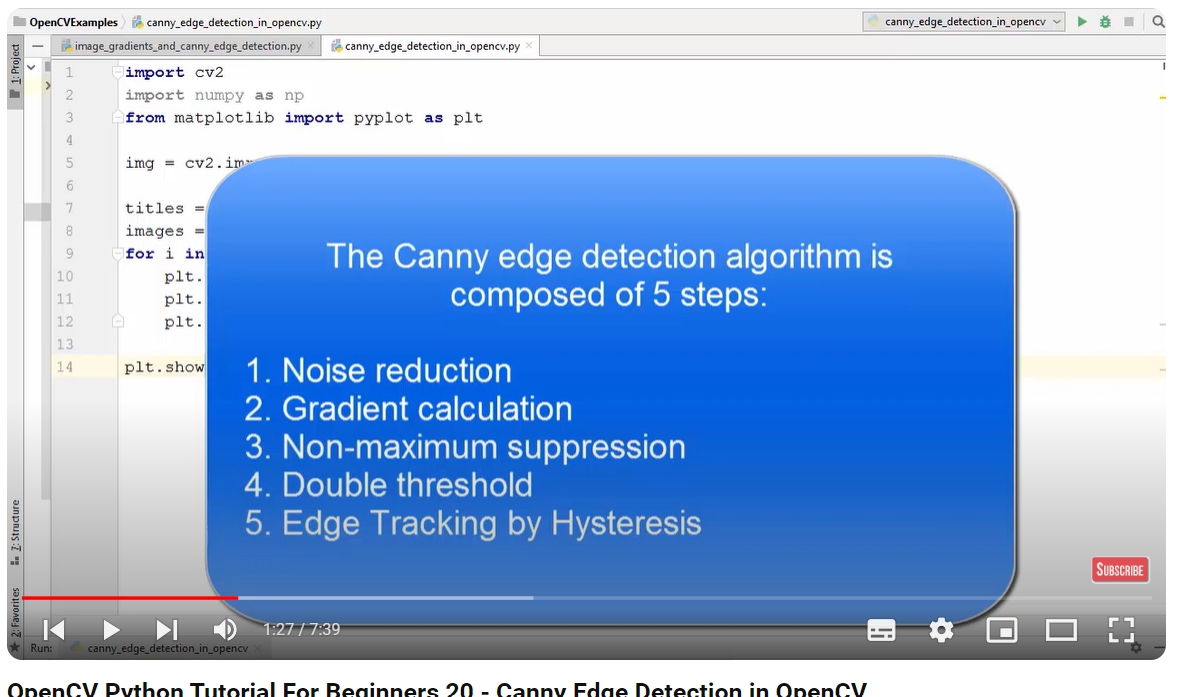 OpenCVExamples canny_edge_detection_in_opencv.py canny_edge_detection_in_opencv
1: Project
image_gradients_and_canny_edge_detection.py canny_edge_detection_in_opencv.py
1 import cv2
2 import numpy as np
3 from matplotlib import pyplot as plt
4
5 img = cv2.im
6
7 titles =
8 images =
9 for i in
10 plt.
11 plt.
12 plt.
13
14 plt.show
The Canny edge detection algorithm is
composed of 5 steps:
1. Noise reduction
2. Gradient calculation
3. Non-maximum suppression
4. Double threshold
5. Edge Tracking by Hysteresis
7: Structure
SUBSCRIBE
2: Favorites
1:27 / 7:39
Run: canny_edge_detection_in_opencv
OpenCV Python Tutorial For Beginners 20 - Canny Edge Detection in OpenCV